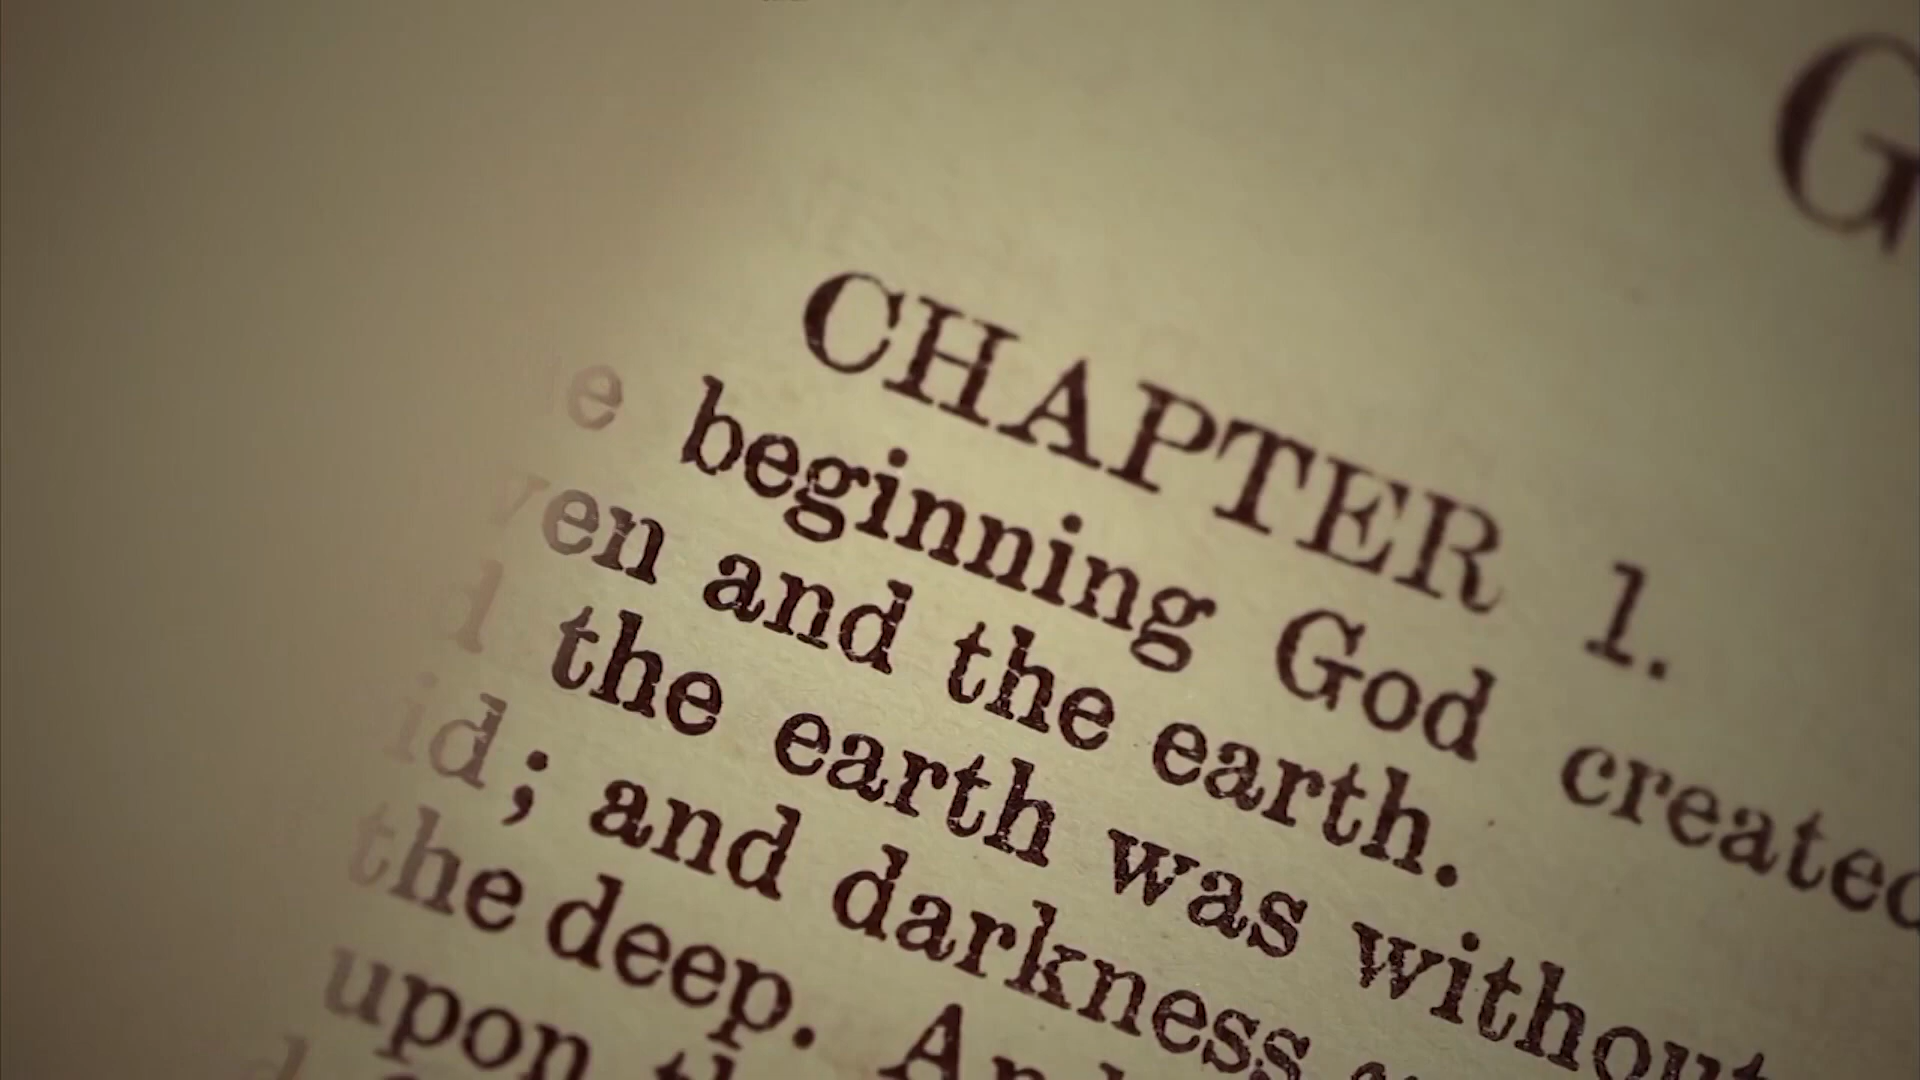 G
CHAPTER 1.
e beginning God created
ven and the earth.
d the earth was without
id; and darkness
the deep. And
upon